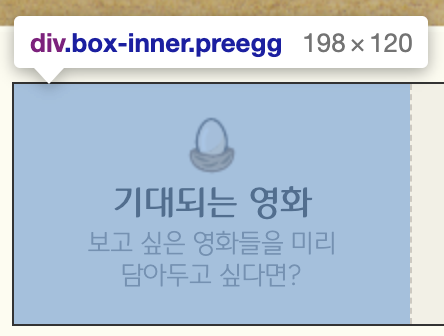 div.box-inner.preegg 198 × 120
기대되는 영화
보고 싶은 영화들을 미리
담아두고 싶다면?